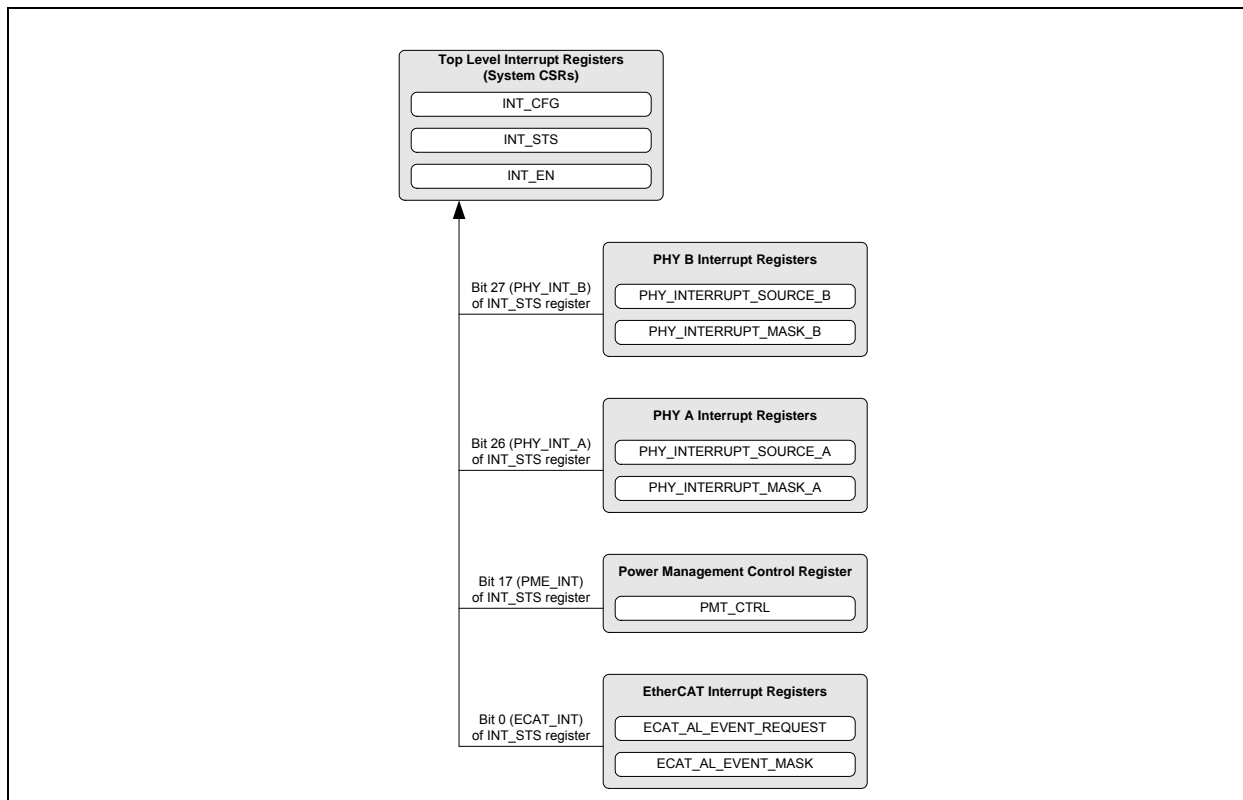 Top Level Interrupt Registers
(System CSRs)
INT_CFG
INT_STS
INT_EN
Bit 27 (PHY_INT_B)
of INT_STS register
PHY B Interrupt Registers
PHY_INTERRUPT_SOURCE_B
PHY_INTERRUPT_MASK_B
Bit 26 (PHY_INT_A)
of INT_STS register
PHY A Interrupt Registers
PHY_INTERRUPT_SOURCE_A
PHY_INTERRUPT_MASK_A
Bit 17 (PME_INT)
of INT_STS register
Power Management Control Register
PMT_CTRL
Bit 0 (ECAT_INT)
of INT_STS register
EtherCAT Interrupt Registers
ECAT_AL_EVENT_REQUEST
ECAT_AL_EVENT_MASK